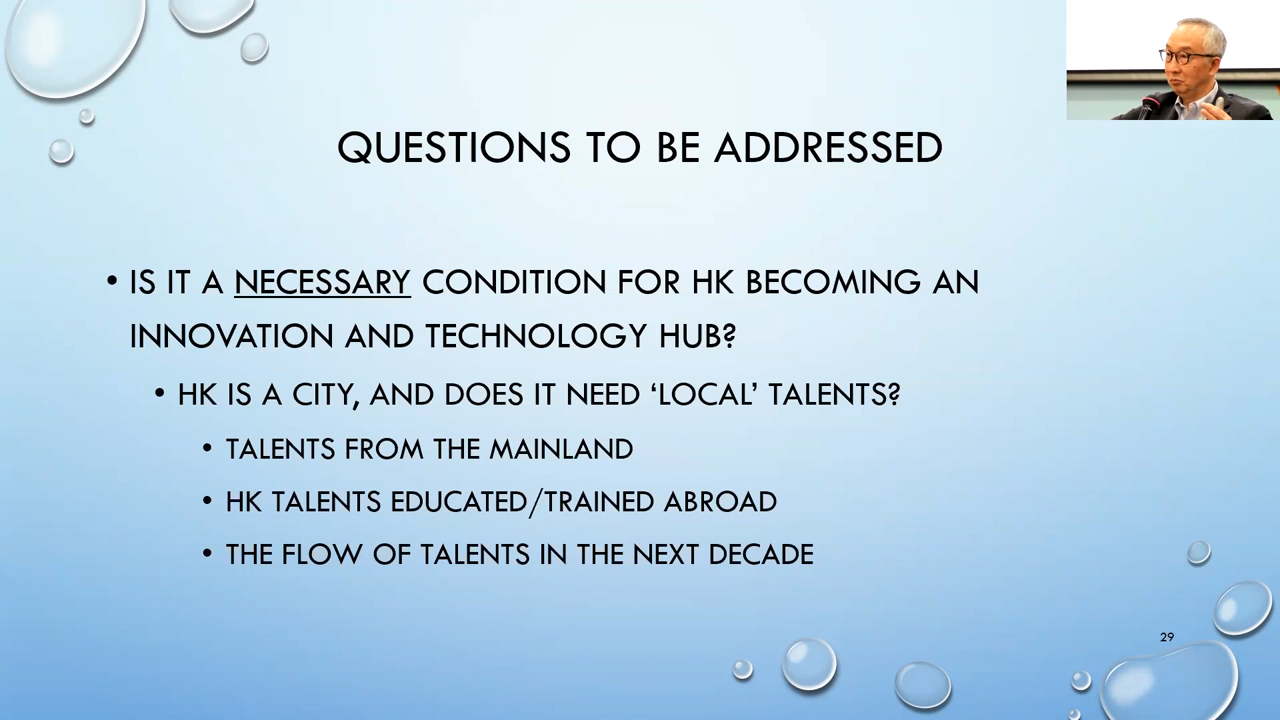 QUESTIONS TO BE ADDRESSED
• IS IT A NECESSARY CONDITION FOR HK BECOMING AN
INNOVATION AND TECHNOLOGY HUB?
• HK IS A CITY, AND DOES IT NEED ‘LOCAL’ TALENTS?
• TALENTS FROM THE MAINLAND
• HK TALENTS EDUCATED/TRAINED ABROAD
• THE FLOW OF TALENTS IN THE NEXT DECADE
29